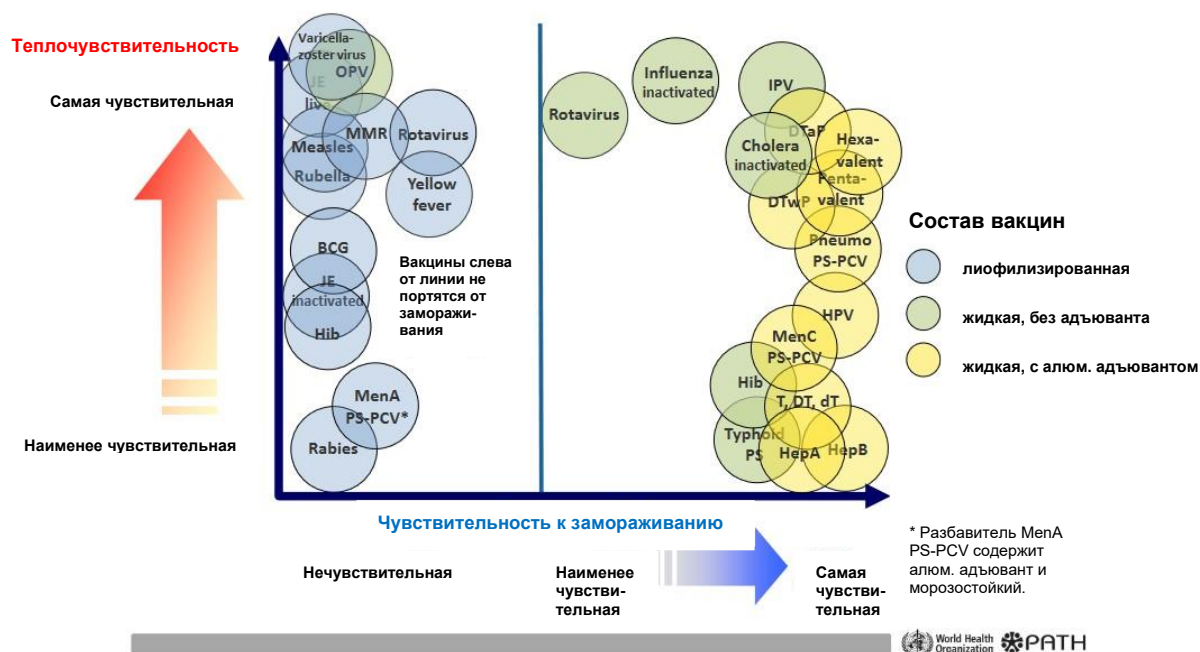 Теплочувствительность
Самая чувствительная
Наименее чувствительная
Varicella-
zoster virus
OPV
JE
live
MMR
Rotavirus
Measles
Rubella
Yellow
fever
BCG
JE
inactivated
Hib
MenA
PS-PCV*
Rabies
Вакцины слева
от линии не
портятся от
заморажи-
вания
Rotavirus
Influenza
inactivated
IPV
DTaP
Hexa-
valent
Cholera
inactivated
Penta-
valent
DTwP
Pneumo
PS-PCV
HPV
MenC
PS-PCV
Hib
T, DT, dT
Typhoid
PS
HepA
HepB
Состав вакцин
лиофилизированная
жидкая, без адъюванта
жидкая, с алюм. адъювантом
Чувствительность к замораживанию
Нечувствительная
Наименее
чувстви-
тельная
Самая
чувстви-
тельная
* Разбавитель MenA
PS-PCV содержит
алюм. адъювант и
морозостойкий.
World Health
Organization
PATH